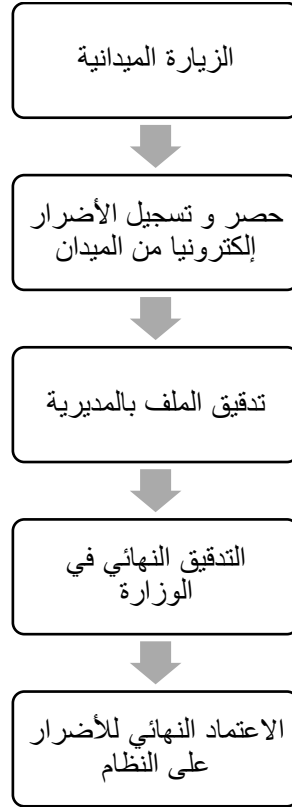 الزيارة الميدانية
حصر و تسجيل الأضرار
إلكترونيا من الميدان
تدقيق الملف بالمديرية
التدقيق النهائي في
الوزارة
الاعتماد النهائي للأضرار
على النظام